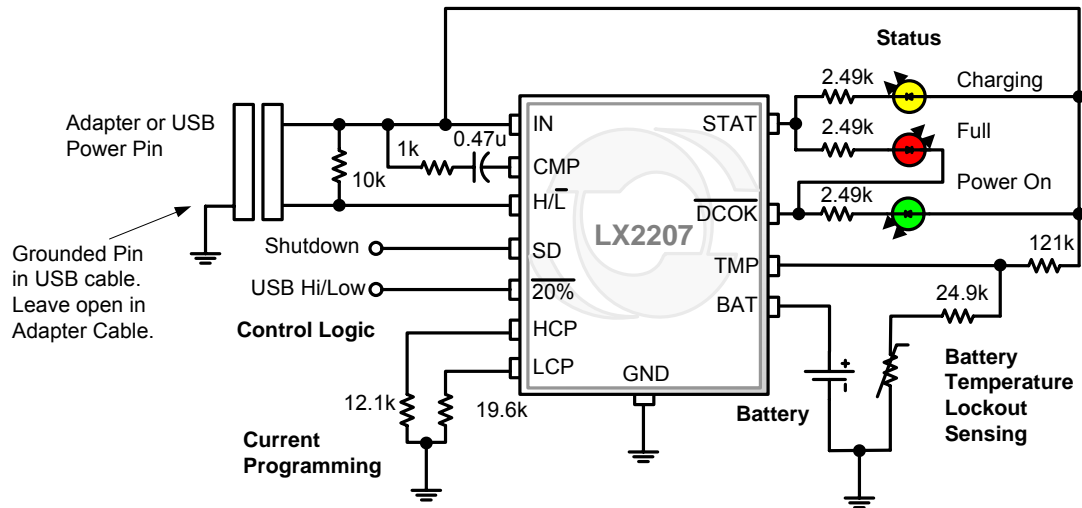 Status
Charging
2.49k
Full
2.49k
Power On
2.49k
Adapter or USB
Power Pin
1k
0.47u
10k
IN
CMP
H/L̅
SD
2̅0̅%̅
HCP
LCP
GND
STAT
D̅C̅O̅K̅
TMP
BAT
LX2207
Grounded Pin
in USB cable.
Leave open in
Adapter Cable.
Shutdown
USB Hi/Low
Control Logic
12.1k
19.6k
Current
Programming
121k
24.9k
+
-
Battery
Battery
Temperature
Lockout
Sensing